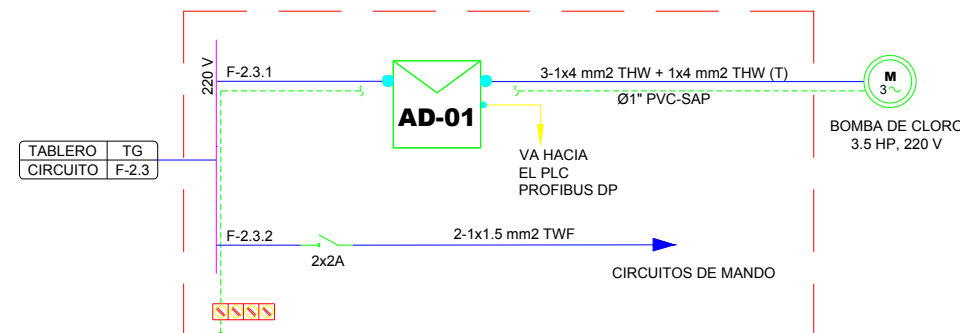 220 V
F-2.3.1
AD-01
3-1x4 mm2 THW + 1x4 mm2 THW (T)
Ø1" PVC-SAP
M
3
BOMBA DE CLORO
3.5 HP, 220 V
TABLERO TG
CIRCUITO F-2.3
VA HACIA
EL PLC
PROFIBUS DP
F-2.3.2
2x2A
2-1x1.5 mm2 TWF
CIRCUITOS DE MANDO